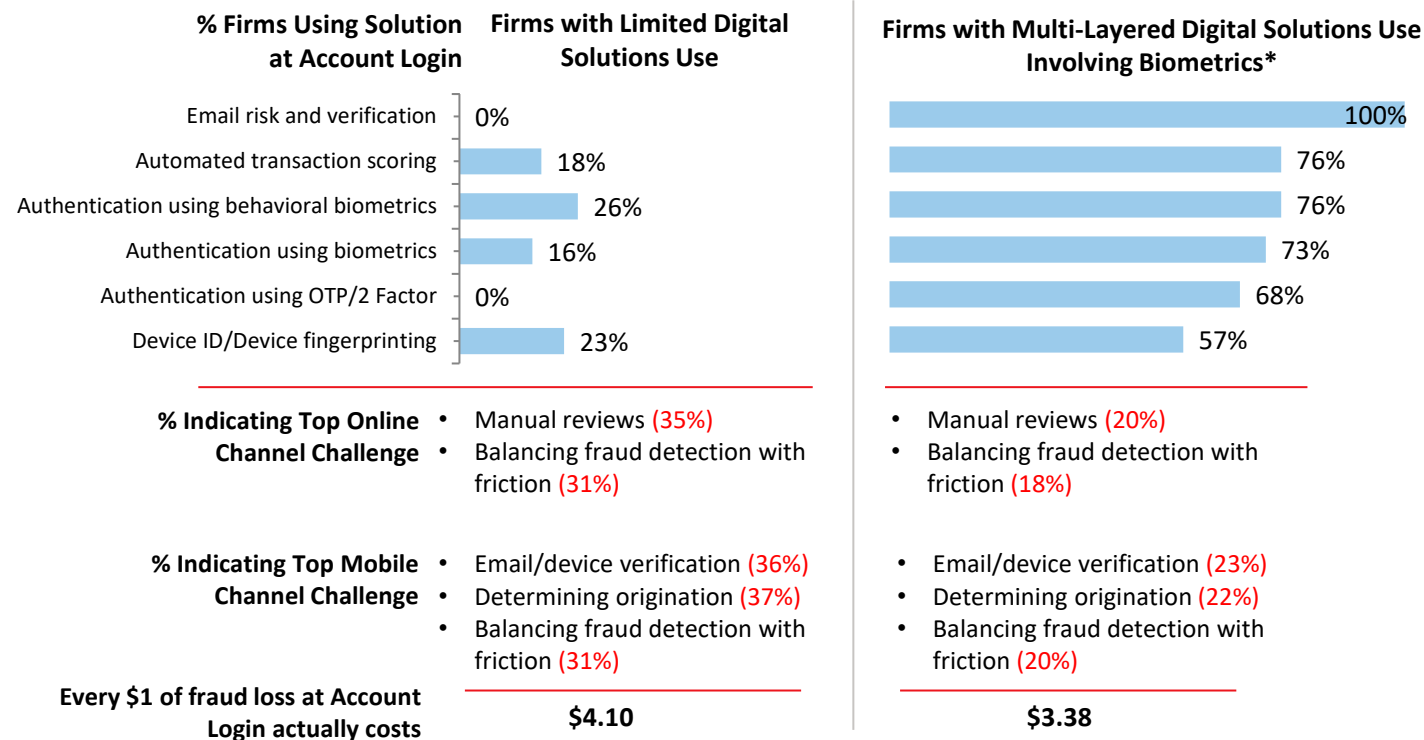 % Firms Using Solution
at Account Login
Firms with Limited Digital
Solutions Use
Firms with Multi-Layered Digital Solutions Use
Involving Biometrics*
Email risk and verification 0% 100%
Automated transaction scoring 18% 76%
Authentication using behavioral biometrics 26% 76%
Authentication using biometrics 16% 73%
Authentication using OTP/2 Factor 0% 68%
Device ID/Device fingerprinting 23% 57%
% Indicating Top Online
Channel Challenge
• Manual reviews (35%)
• Balancing fraud detection with
friction (31%)
• Manual reviews (20%)
• Balancing fraud detection with
friction (18%)
% Indicating Top Mobile
Channel Challenge
• Email/device verification (36%)
• Determining origination (37%)
• Balancing fraud detection with
friction (31%)
• Email/device verification (23%)
• Determining origination (22%)
• Balancing fraud detection with
friction (20%)
Every $1 of fraud loss at Account
Login actually costs
$4.10
$3.38